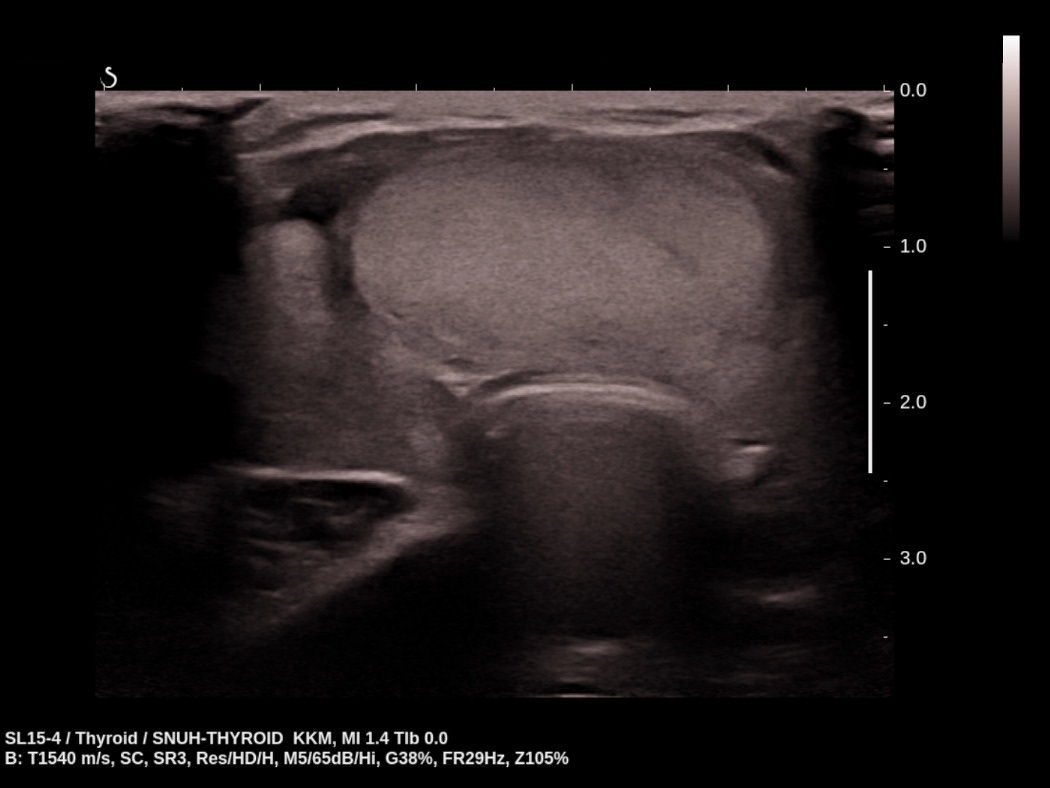 0.0
1.0
2.0
3.0
SL15-4 / Thyroid / SNUH-THYROID KKM, MI 1.4 TIb 0.0
B: T1540 m/s, SC, SR3, Res/HD/H, M5/65dB/Hi, G38%, FR29Hz, Z105%